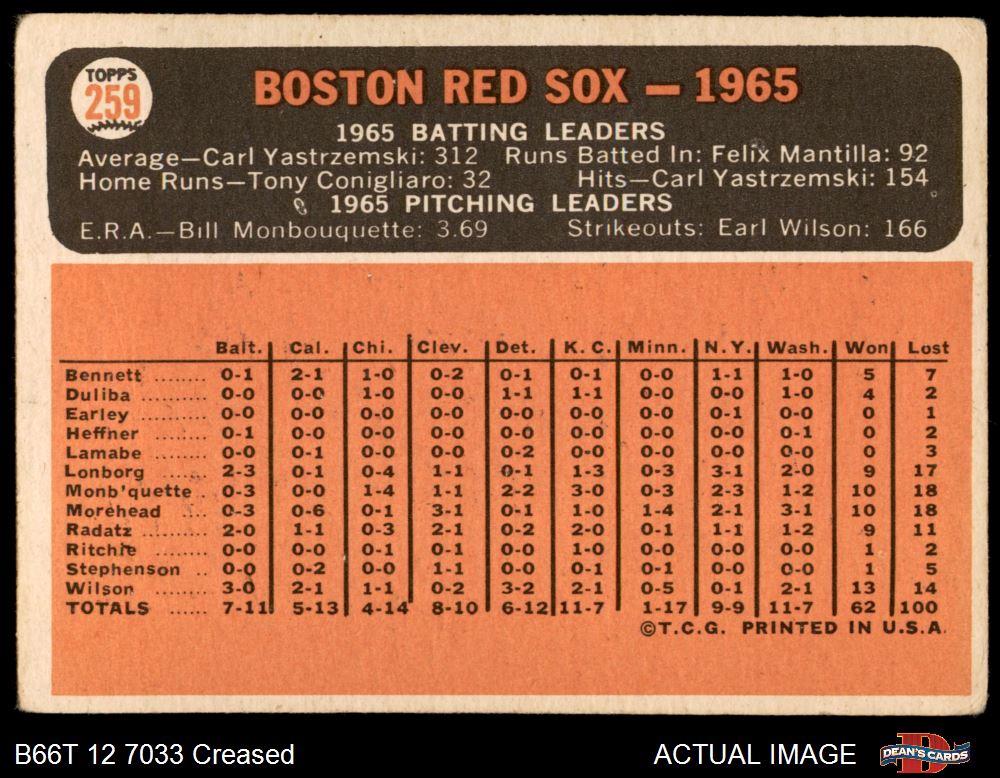 TOPPS
259
BOSTON RED SOX — 1965
1965 BATTING LEADERS
Average—Carl Yastrzemski: 312 Runs Batted In: Felix Mantilla: 92
Home Runs—Tony Conigliaro: 32 Hits—Carl Yastrzemski: 154
1965 PITCHING LEADERS
E.R.A.—Bill Monbouquette: 3.69 Strikeouts: Earl Wilson: 166
Balt. Cal. Chi. Clev. Det. K.C. Minn. N.Y. Wash. Won Lost
Bennett ........ 0-1 2-1 1-0 0-2 0-1 0-1 0-0 1-1 1-0 5 7
Duliba .......... 0-0 0-0 1-0 0-0 1-1 1-1 0-0 0-0 1-0 4 2
Earley .......... 0-0 0-0 0-0 0-0 0-0 0-0 0-0 0-1 0-0 0 1
Heffner ........ 0-1 0-0 0-0 0-0 0-0 0-0 0-0 0-0 0-1 0 2
Lamabe ........ 0-0 0-1 0-0 0-0 0-2 0-0 0-0 0-0 0-0 0 3
Lonborg ........ 2-3 0-1 0-4 1-1 0-1 1-3 0-3 3-1 2-0 9 17
Monb'quette .. 0-3 0-0 1-4 1-1 2-2 3-0 0-3 2-3 1-2 10 18
Morehead .... 0-3 0-6 0-1 3-1 0-1 1-0 1-4 2-1 3-1 10 18
Radatz .......... 2-0 1-1 0-3 2-1 0-2 2-0 0-1 1-1 1-2 9 11
Ritchie .......... 0-0 0-0 0-1 0-1 0-0 1-0 0-0 0-0 0-0 1 2
Stephenson .. 0-0 0-2 0-0 1-1 0-0 0-1 0-1 0-0 0-0 1 5
Wilson .......... 3-0 2-1 1-1 0-2 3-2 2-1 0-5 0-1 2-1 13 14
TOTALS ...... 7-11 5-13 4-14 8-10 6-12 11-7 1-17 9-9 11-7 62 100
©T.C.G. PRINTED IN U.S.A.
B66T 12 7033 Creased ACTUAL IMAGE DEAN'S CARDS